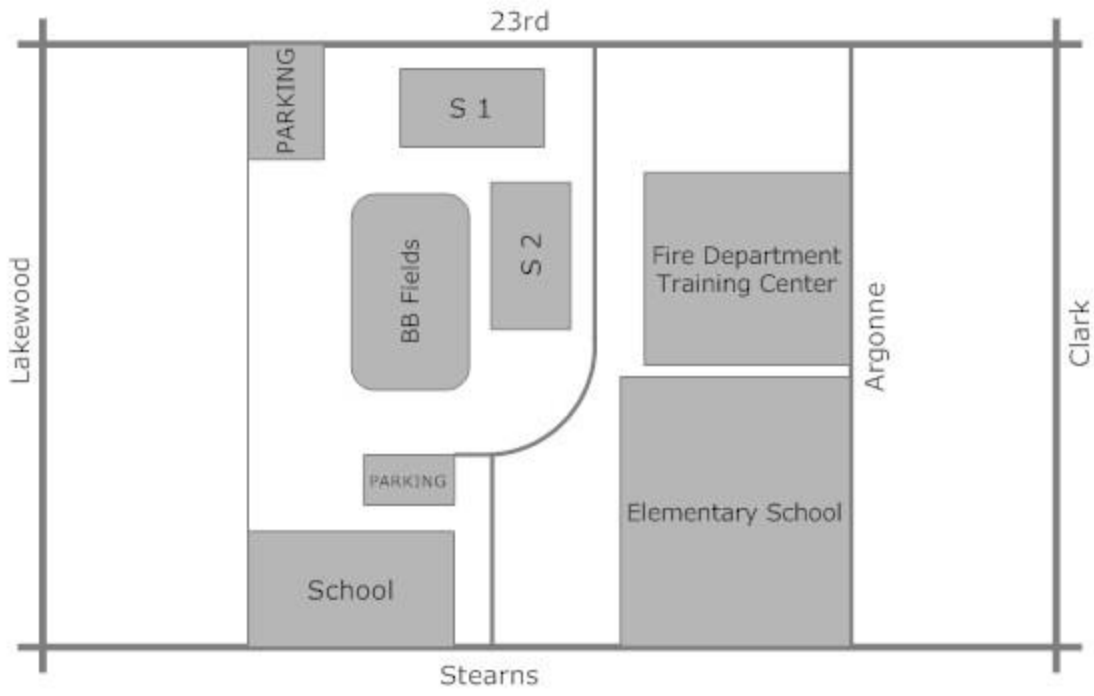 23rd
PARKING
S 1
S 2
BB Fields
Fire Department
Training Center
Lakewood
Argonne
Clark
PARKING
Elementary School
School
Stearns